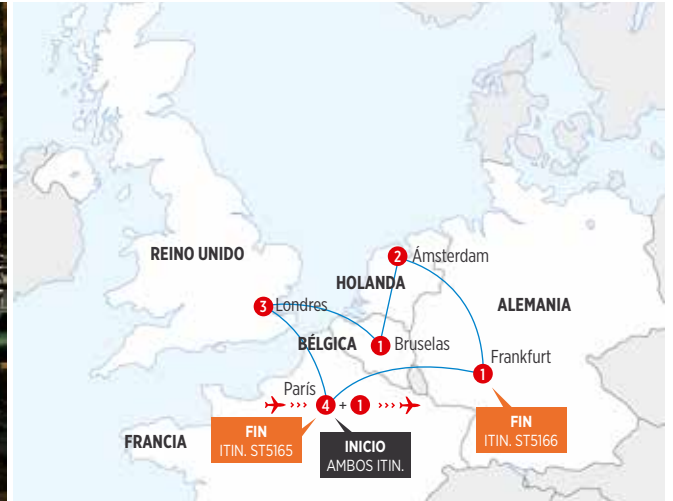 REINO UNIDO
2 Ámsterdam
HOLANDA
3 Londres
ALEMANIA
BÉLGICA
1 Bruselas
Frankfurt
1
París
4 + 1
FIN
ITIN. ST5165
INICIO
AMBOS ITIN.
FIN
ITIN. ST5166
FRANCIA